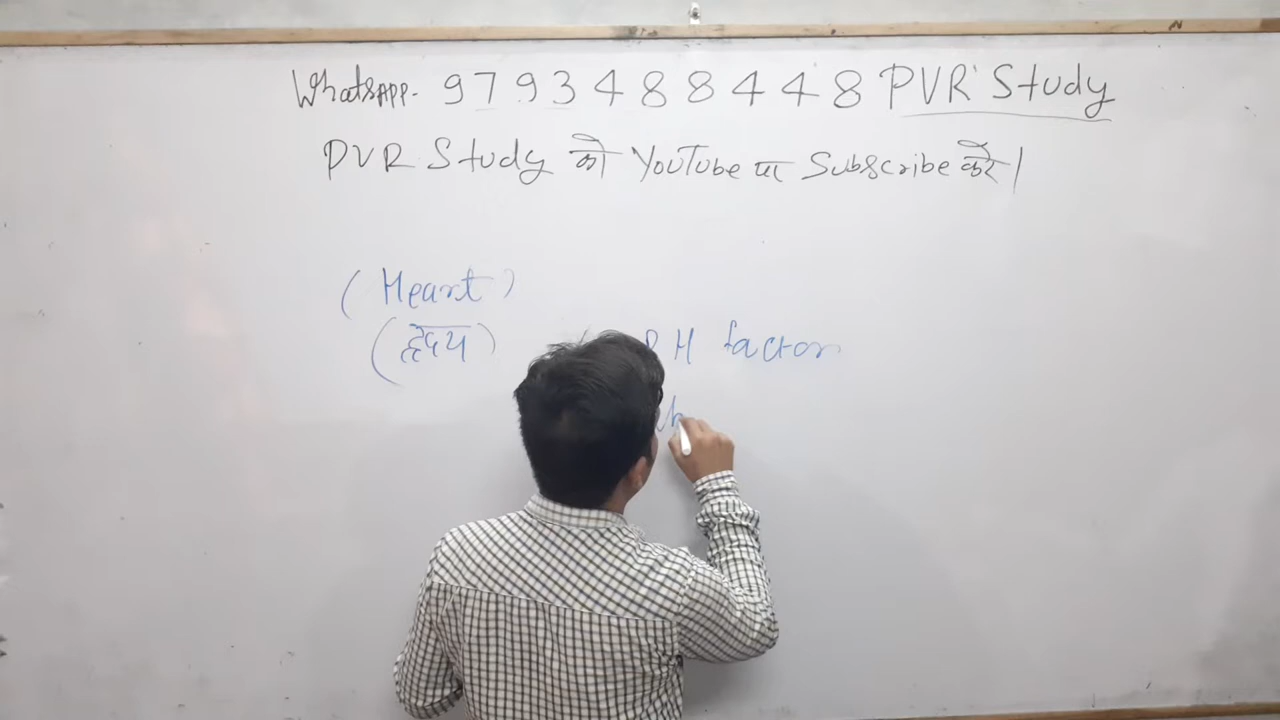 WhatsAPP. 9793488448 PVR Study
PVR Study को YouTube पर Subscribe करें।
(Heart)
(हृदय)
RH factor